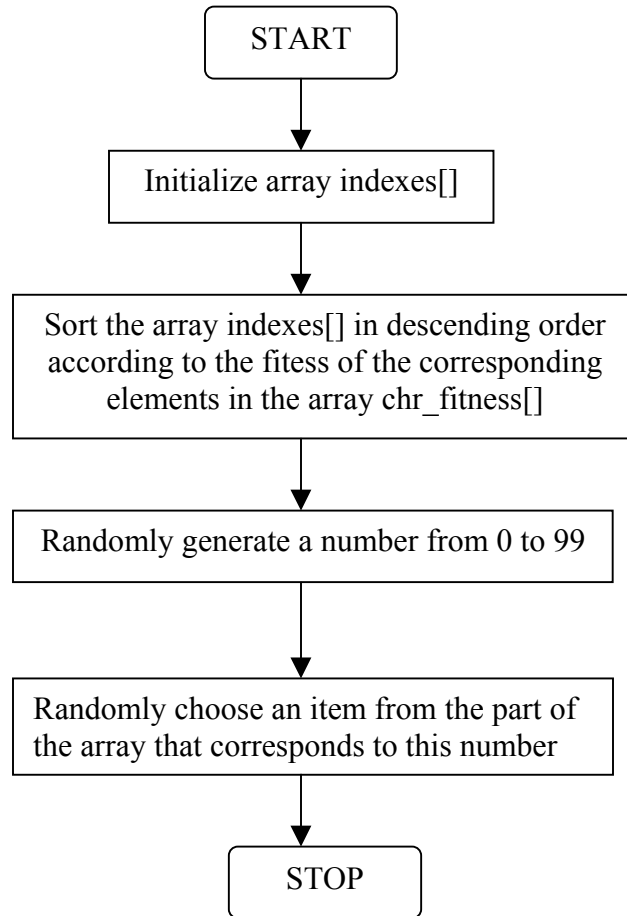 START
Initialize array indexes[]
Sort the array indexes[] in descending order
according to the fitess of the corresponding
elements in the array chr_fitness[]
Randomly generate a number from 0 to 99
Randomly choose an item from the part of
the array that corresponds to this number
STOP